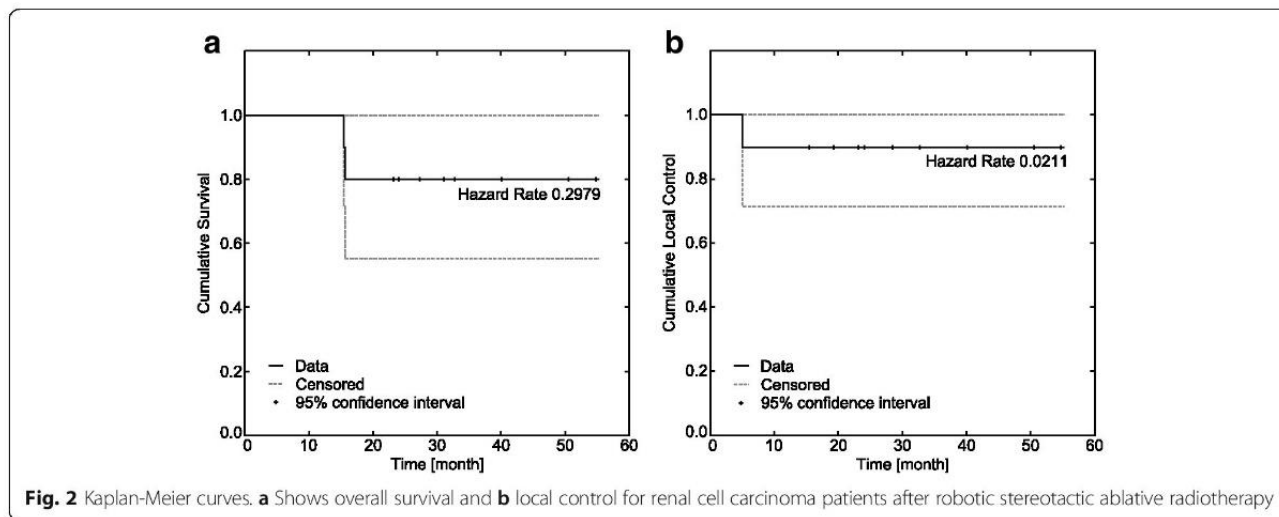 a
Cumulative Survival
1.0
0.8
0.6
0.4
0.2
0.0
Hazard Rate 0.2979
Data
Censored
95% confidence interval
0 10 20 30 40 50 60
Time [month]
b
Cumulative Local Control
1.0
0.8
0.6
0.4
0.2
0.0
Hazard Rate 0.0211
Data
Censored
95% confidence interval
0 10 20 30 40 50 60
Time [month]
Fig. 2 Kaplan-Meier curves. a Shows overall survival and b local control for renal cell carcinoma patients after robotic stereotactic ablative radiotherapy